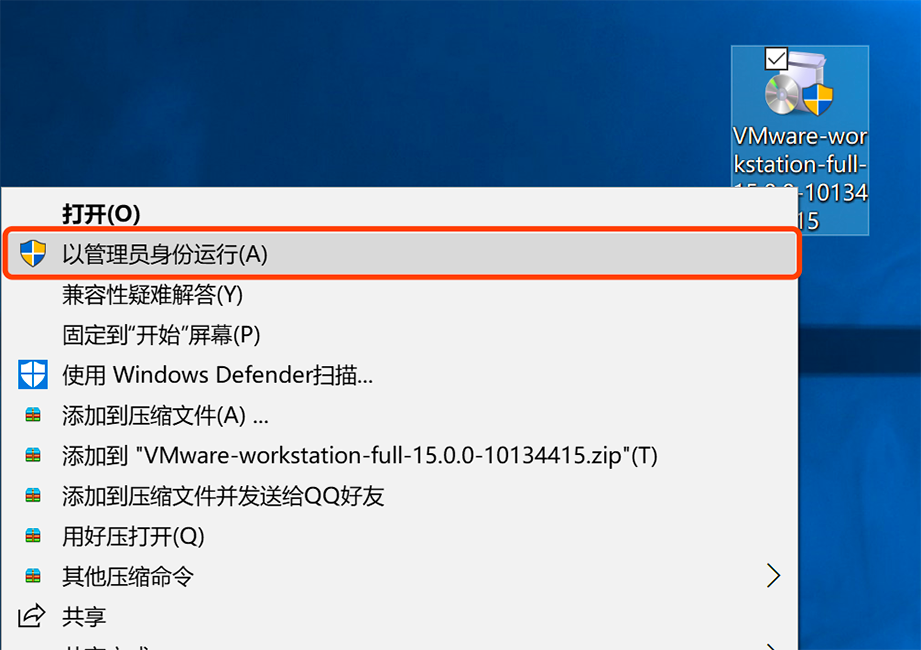 VMware-wor
kstation-full-
15.0.0-10134
15
打开(O)
以管理员身份运行(A)
兼容性疑难解答(Y)
固定到“开始”屏幕(P)
使用 Windows Defender扫描...
添加到压缩文件(A) ...
添加到 "VMware-workstation-full-15.0.0-10134415.zip"(T)
添加到压缩文件并发送给QQ好友
用好压打开(Q)
其他压缩命令
共享